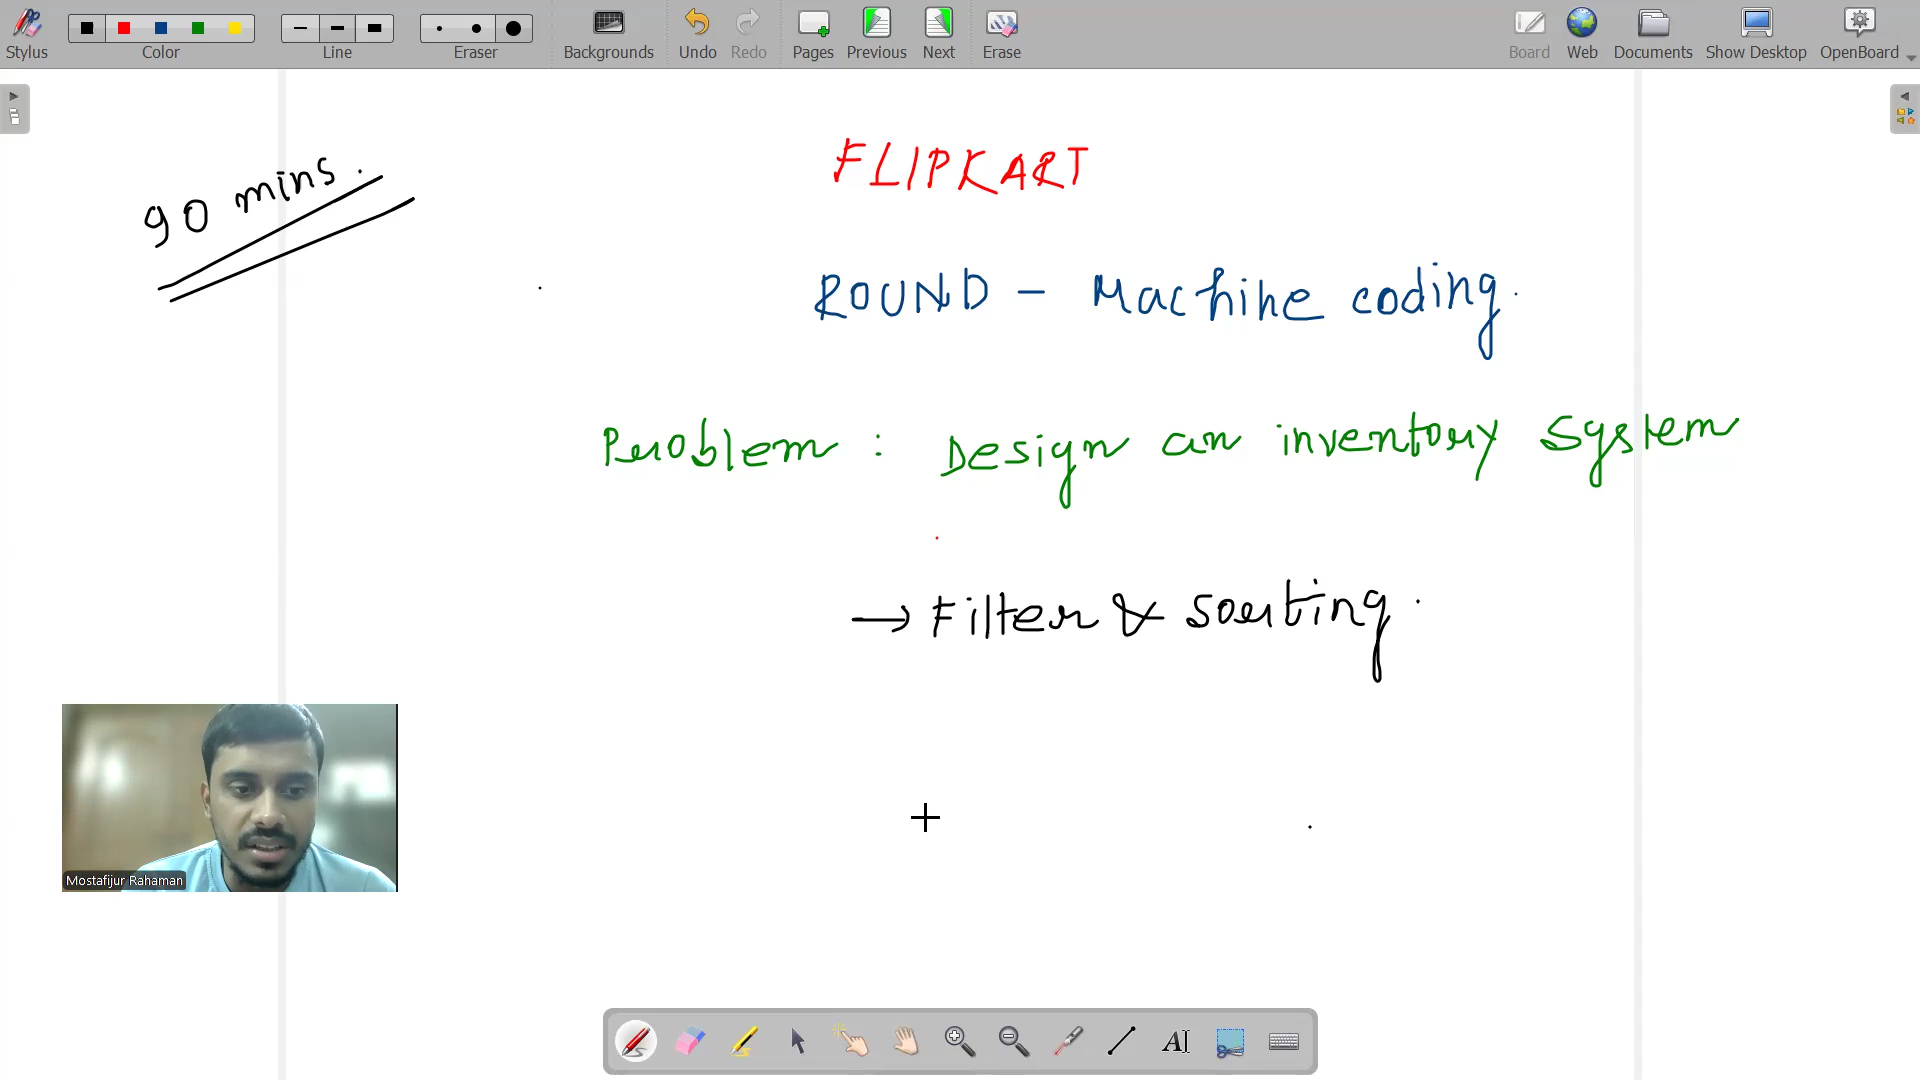 Stylus Color Line Eraser Backgrounds Undo Redo Pages Previous Next Erase Board Web Documents Show Desktop OpenBoard
90 mins.
FLIPKART
ROUND - Machine coding.
Problem : Design an inventory system
→ Filter & sorting.
Mostafijur Rahaman
AI